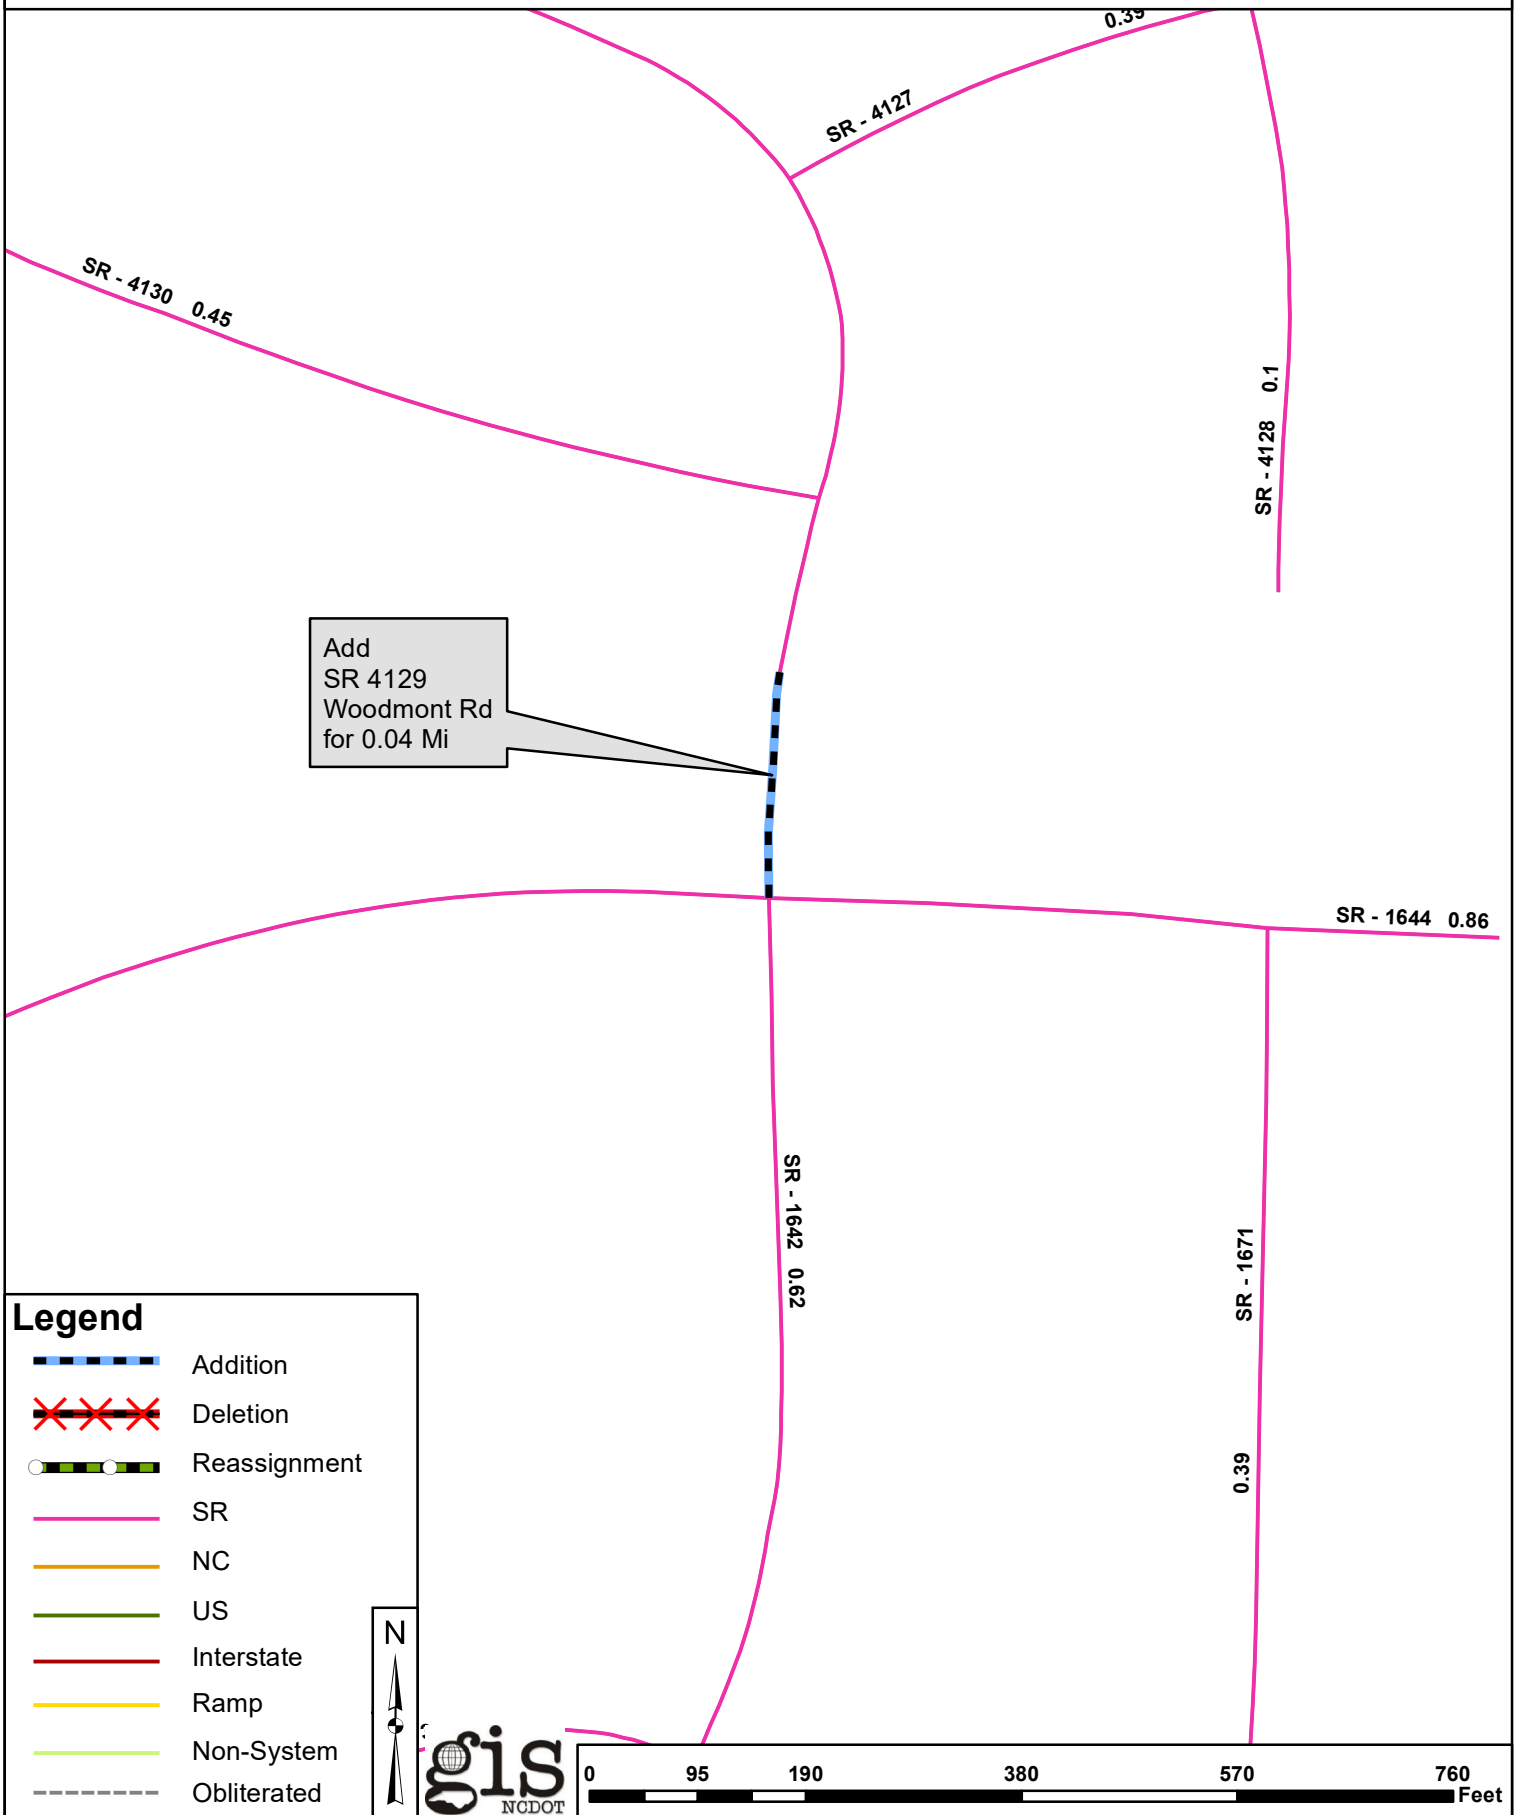 0.39
SR - 4127
SR - 4130 0.45
SR - 4128 0.1
Add
SR 4129
Woodmont Rd
for 0.04 Mi
SR - 1644 0.86
SR - 1642 0.62
SR - 1671
0.39
Legend
Addition
Deletion
Reassignment
SR
NC
US
Interstate
Ramp
Non-System
Obliterated
N
gis
NCDOT
0 95 190 380 570 760
Feet